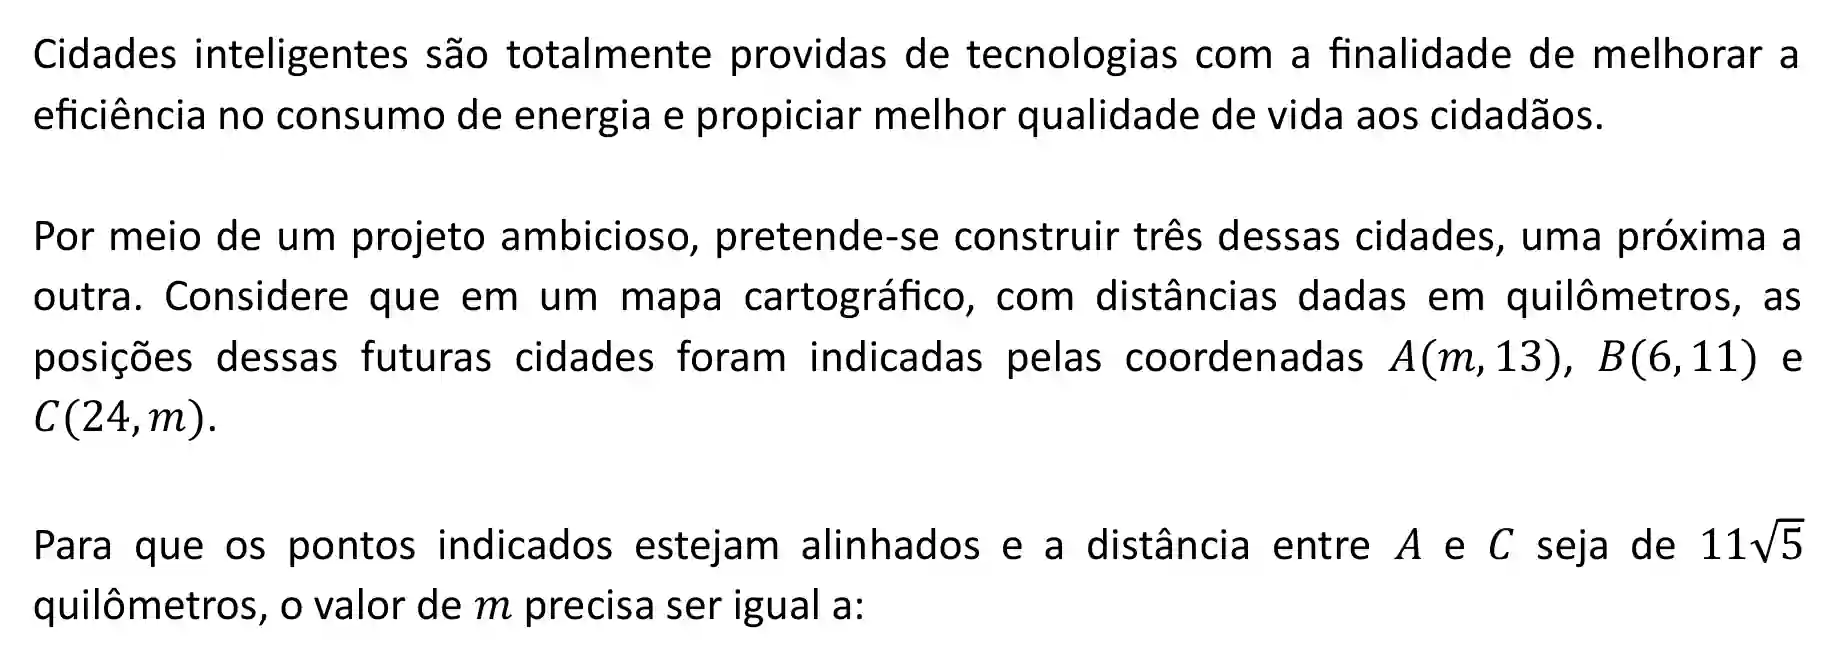 Cidades inteligentes são totalmente providas de tecnologias com a finalidade de melhorar a
eficiência no consumo de energia e propiciar melhor qualidade de vida aos cidadãos.
Por meio de um projeto ambicioso, pretende-se construir três dessas cidades, uma próxima a
outra. Considere que em um mapa cartográfico, com distâncias dadas em quilômetros, as
posições dessas futuras cidades foram indicadas pelas coordenadas A(m, 13), B(6, 11) e
C(24, m).
Para que os pontos indicados estejam alinhados e a distância entre A e C seja de 11√5
quilômetros, o valor de m precisa ser igual a: